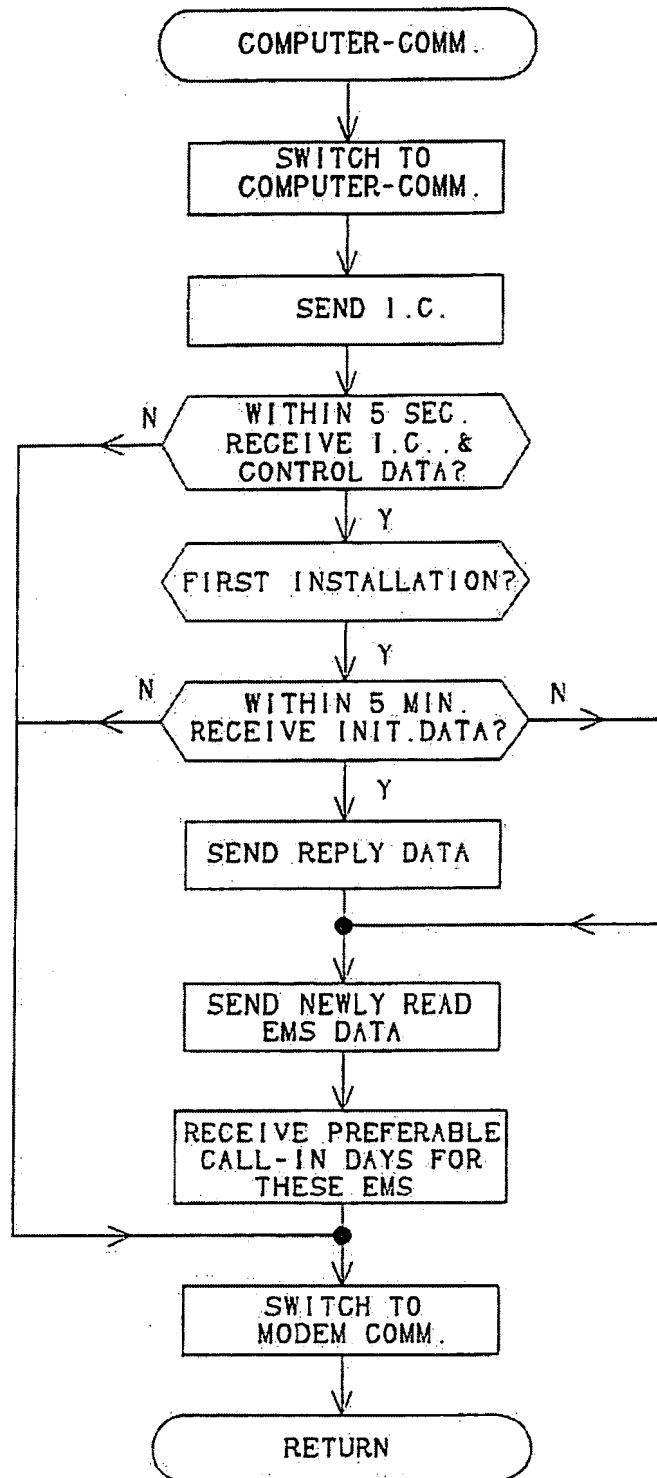 COMPUTER-COMM.
SWITCH TO
COMPUTER-COMM.
SEND I.C.
N
WITHIN 5 SEC.
RECEIVE I.C. &
CONTROL DATA?
Y
FIRST INSTALLATION?
Y
N
WITHIN 5 MIN.
RECEIVE INIT.DATA?
N
Y
SEND REPLY DATA
SEND NEWLY READ
EMS DATA
RECEIVE PREFERABLE
CALL-IN DAYS FOR
THESE EMS
SWITCH TO
MODEM COMM.
RETURN